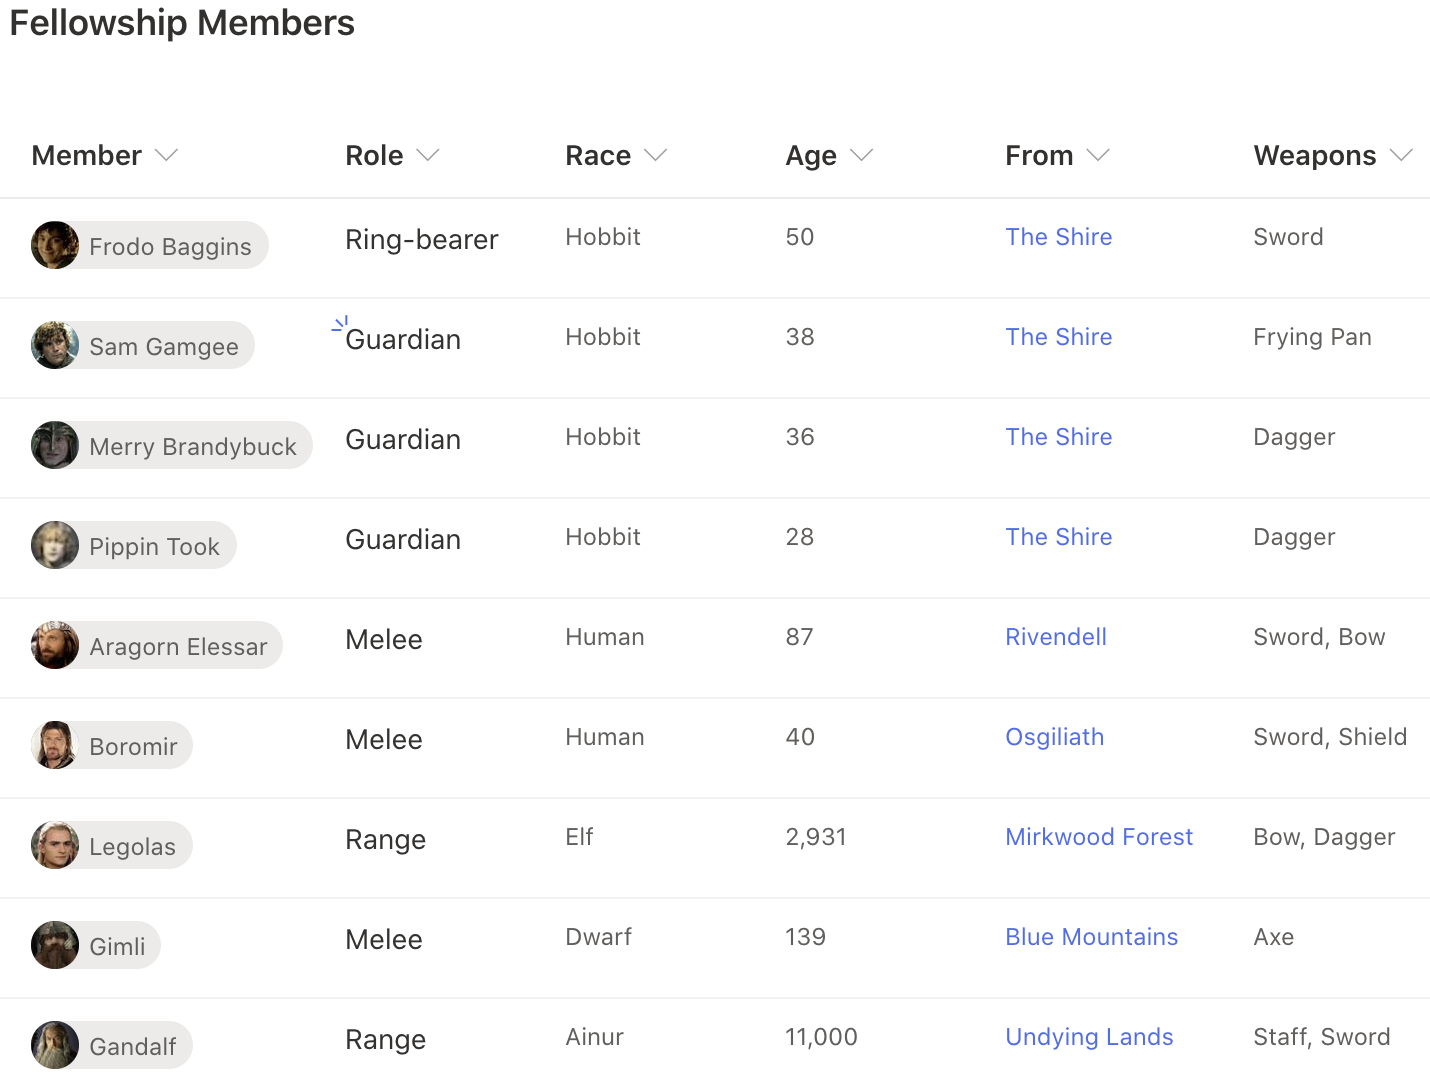 Fellowship Members
Member Role Race Age From Weapons
Frodo Baggins Ring-bearer Hobbit 50 The Shire Sword
Sam Gamgee Guardian Hobbit 38 The Shire Frying Pan
Merry Brandybuck Guardian Hobbit 36 The Shire Dagger
Pippin Took Guardian Hobbit 28 The Shire Dagger
Aragorn Elessar Melee Human 87 Rivendell Sword, Bow
Boromir Melee Human 40 Osgiliath Sword, Shield
Legolas Range Elf 2,931 Mirkwood Forest Bow, Dagger
Gimli Melee Dwarf 139 Blue Mountains Axe
Gandalf Range Ainur 11,000 Undying Lands Staff, Sword